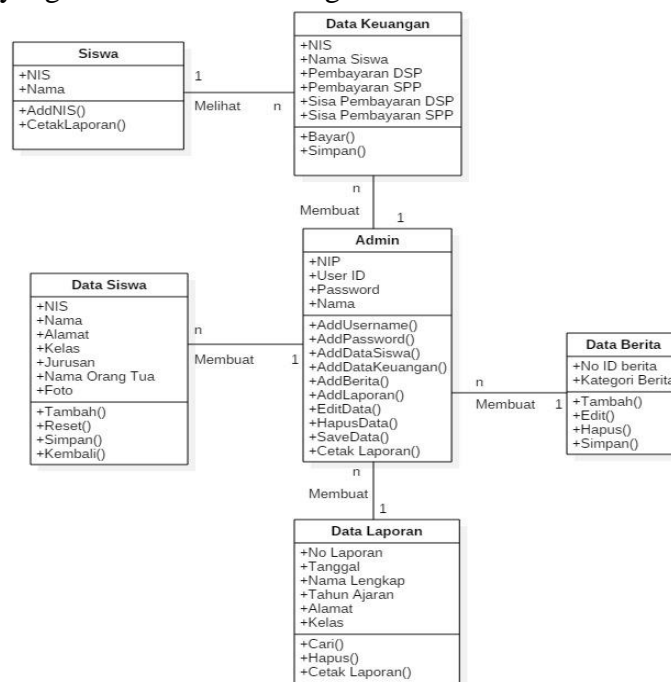 Data Keuangan
+NIS
+Nama Siswa
+Pembayaran DSP
+Pembayaran SPP
+Sisa Pembayaran DSP
+Sisa Pembayaran SPP
+Bayar()
+Simpan()
Siswa
+NIS
+Nama
+AddNIS()
+CetakLaporan()
1
Melihat
n
n
Membuat
1
Admin
+NIP
+User ID
+Password
+Nama
+AddUsername()
+AddPassword()
+AddDataSiswa()
+AddDataKeuangan()
+AddBerita()
+AddLaporan()
+EditData()
+HapusData()
+SaveData()
+Cetak Laporan()
Data Siswa
+NIS
+Nama
+Alamat
+Kelas
+Jurusan
+Nama Orang Tua
+Foto
+Tambah()
+Reset()
+Simpan()
+Kembali()
n
Membuat
1
Data Berita
+No ID berita
+Kategori Berita
+Tambah()
+Edit()
+Hapus()
+Simpan()
n
Membuat
1
n
Membuat
1
Data Laporan
+No Laporan
+Tanggal
+Nama Lengkap
+Tahun Ajaran
+Alamat
+Kelas
+Cari()
+Hapus()
+Cetak Laporan()